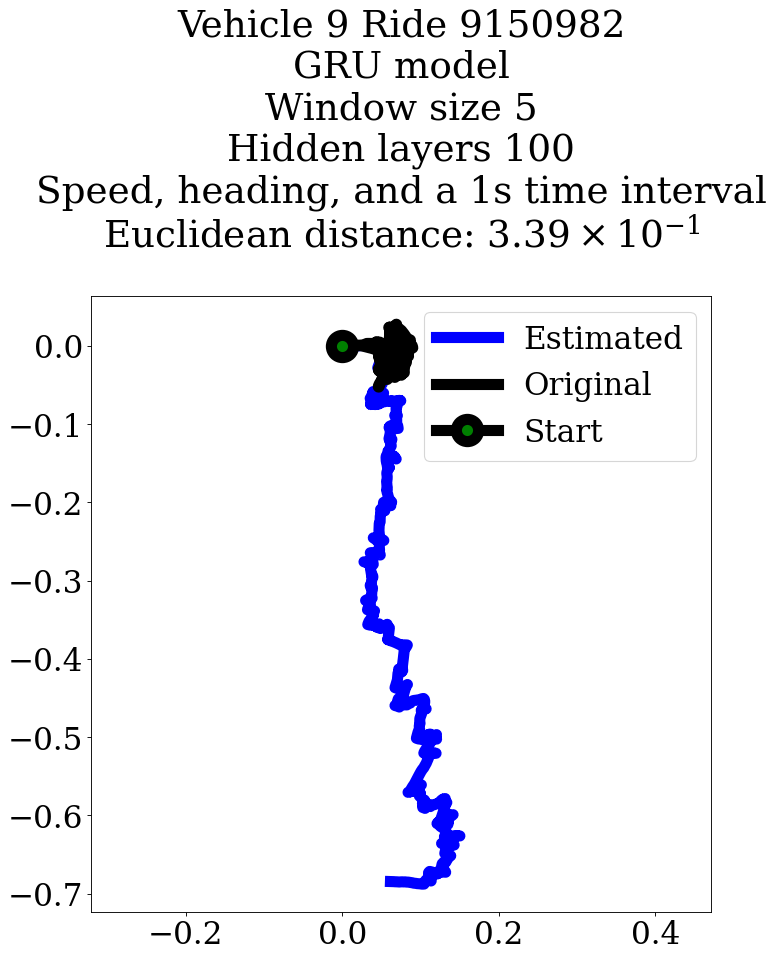 Vehicle 9 Ride 9150982
GRU model
Window size 5
Hidden layers 100
Speed, heading, and a 1s time interval
Euclidean distance: 3.39 × 10⁻¹
Estimated
Original
Start
0.0
−0.1
−0.2
−0.3
−0.4
−0.5
−0.6
−0.7
−0.2 0.0 0.2 0.4